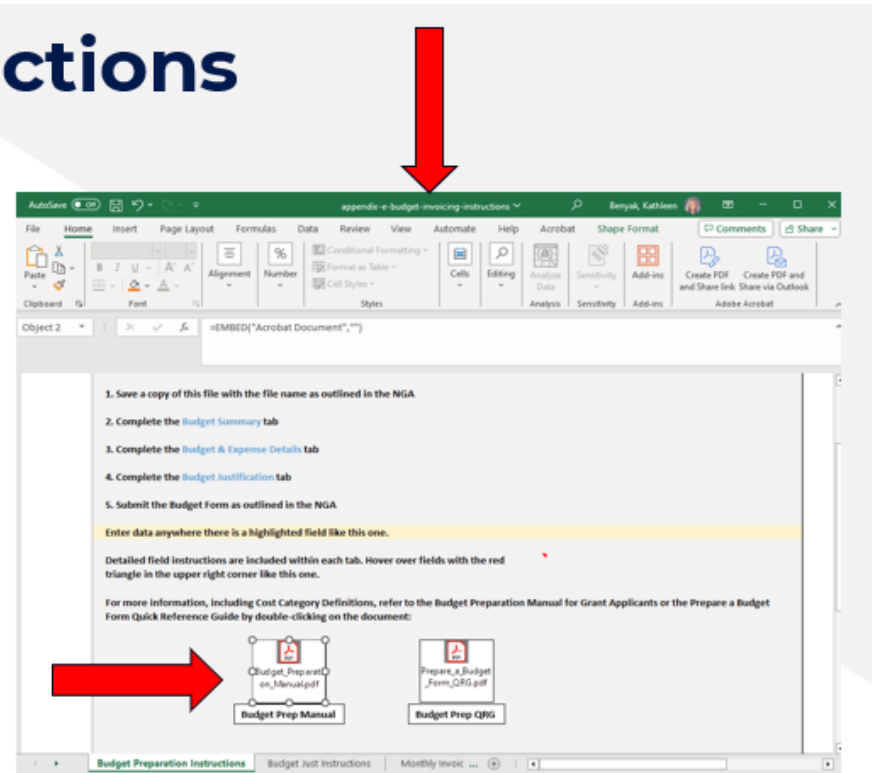 ctions
AutoSave Off appendix-e-budget-invoicing-instructions Benyak, Kathleen
File Home Insert Page Layout Formulas Data Review View Automate Help Acrobat Shape Format Comments Share
Paste B I U A A A Alignment % Number Conditional Formatting Format as Table Cell Styles Cells Editing Analyze Data Sensitivity Add-ins Create PDF and Share link Create PDF and Share via Outlook
Clipboard Font Styles Analysis Sensitivity Add-ins Adobe Acrobat
Object 2 fx =EMBED("Acrobat Document","")
1. Save a copy of this file with the file name as outlined in the NGA
2. Complete the Budget Summary tab
3. Complete the Budget & Expense Details tab
4. Complete the Budget Justification tab
5. Submit the Budget Form as outlined in the NGA
Enter data anywhere there is a highlighted field like this one.
Detailed field instructions are included within each tab. Hover over fields with the red
triangle in the upper right corner like this one.
For more information, including Cost Category Definitions, refer to the Budget Preparation Manual for Grant Applicants or the Prepare a Budget
Form Quick Reference Guide by double-clicking on the document:
PDF PDF
Budget_Preparati Prepare_a_Budget
on_Manual.pdf _Form_QRG.pdf
Budget Prep Manual Budget Prep QRG
Budget Preparation Instructions Budget Just Instructions Monthly Invoic ...